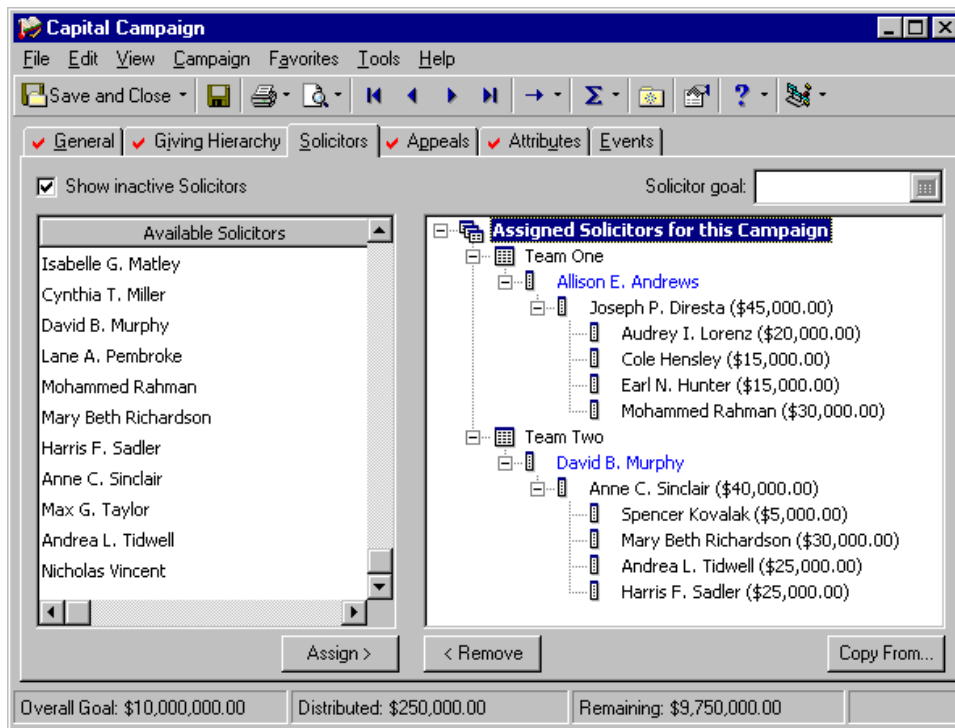 Capital Campaign
File Edit View Campaign Favorites Tools Help
Save and Close Σ ?
General Giving Hierarchy Solicitors Appeals Attributes Events
Show inactive Solicitors Solicitor goal:
Available Solicitors
Isabelle G. Matley
Cynthia T. Miller
David B. Murphy
Lane A. Pembroke
Mohammed Rahman
Mary Beth Richardson
Harris F. Sadler
Anne C. Sinclair
Max G. Taylor
Andrea L. Tidwell
Nicholas Vincent
Assigned Solicitors for this Campaign
Team One
Allison E. Andrews
Joseph P. Diresta ($45,000.00)
Audrey I. Lorenz ($20,000.00)
Cole Hensley ($15,000.00)
Earl N. Hunter ($15,000.00)
Mohammed Rahman ($30,000.00)
Team Two
David B. Murphy
Anne C. Sinclair ($40,000.00)
Spencer Kovalak ($5,000.00)
Mary Beth Richardson ($30,000.00)
Andrea L. Tidwell ($25,000.00)
Harris F. Sadler ($25,000.00)
Assign > < Remove Copy From...
Overall Goal: $10,000,000.00 Distributed: $250,000.00 Remaining: $9,750,000.00